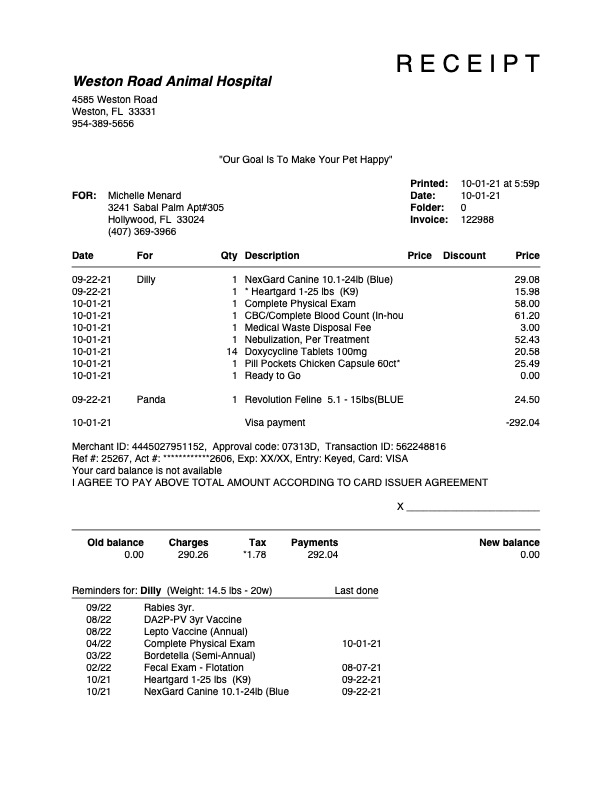 RECEIPT
Weston Road Animal Hospital
4585 Weston Road
Weston, FL  33331
954-389-5656
"Our Goal Is To Make Your Pet Happy"
Printed: 10-01-21 at 5:59p
Date: 10-01-21
Folder: 0
Invoice: 122988
FOR: Michelle Menard
3241 Sabal Palm Apt#305
Hollywood, FL  33024
(407) 369-3966
Date For Qty Description Price Discount Price
09-22-21 Dilly 1 NexGard Canine 10.1-24lb (Blue) 29.08
09-22-21 1 * Heartgard 1-25 lbs  (K9) 15.98
10-01-21 1 Complete Physical Exam 58.00
10-01-21 1 CBC/Complete Blood Count (In-hou 61.20
10-01-21 1 Medical Waste Disposal Fee 3.00
10-01-21 1 Nebulization, Per Treatment 52.43
10-01-21 14 Doxycycline Tablets 100mg 20.58
10-01-21 1 Pill Pockets Chicken Capsule 60ct* 25.49
10-01-21 1 Ready to Go 0.00
09-22-21 Panda 1 Revolution Feline  5.1 - 15lbs(BLUE 24.50
10-01-21 Visa payment -292.04
Merchant ID: 4445027951152,  Approval code: 07313D,  Transaction ID: 562248816
Ref #: 25267, Act #: ************2606, Exp: XX/XX, Entry: Keyed, Card: VISA
Your card balance is not available
I AGREE TO PAY ABOVE TOTAL AMOUNT ACCORDING TO CARD ISSUER AGREEMENT
X ________________________
Old balance Charges Tax Payments New balance
0.00 290.26 *1.78 292.04 0.00
Reminders for: Dilly  (Weight: 14.5 lbs - 20w) Last done
09/22 Rabies 3yr.
08/22 DA2P-PV 3yr Vaccine
08/22 Lepto Vaccine (Annual)
04/22 Complete Physical Exam 10-01-21
03/22 Bordetella (Semi-Annual)
02/22 Fecal Exam - Flotation 08-07-21
10/21 Heartgard 1-25 lbs  (K9) 09-22-21
10/21 NexGard Canine 10.1-24lb (Blue 09-22-21